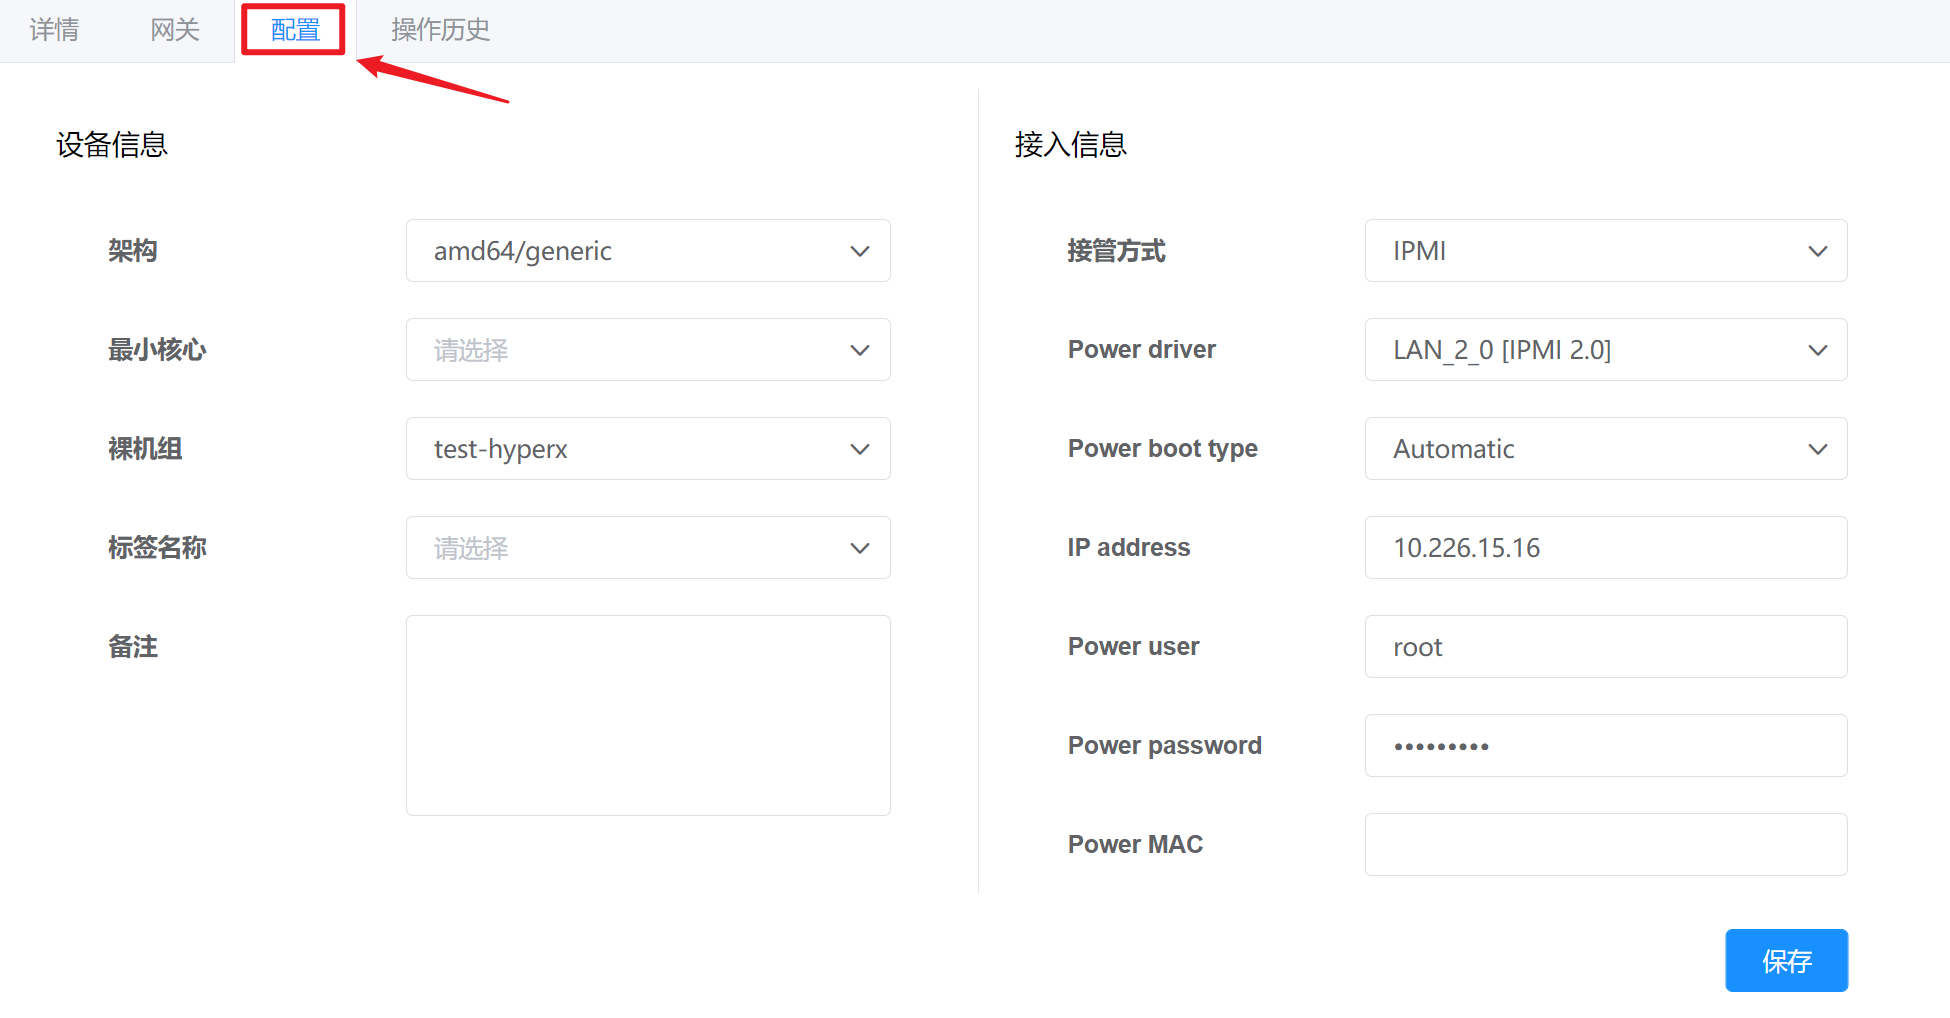 详情 网关 配置 操作历史
设备信息
架构 amd64/generic
最小核心 请选择
裸机组 test-hyperx
标签名称 请选择
备注
接入信息
接管方式 IPMI
Power driver LAN_2_0 [IPMI 2.0]
Power boot type Automatic
IP address 10.226.15.16
Power user root
Power password •••••••••
Power MAC
保存